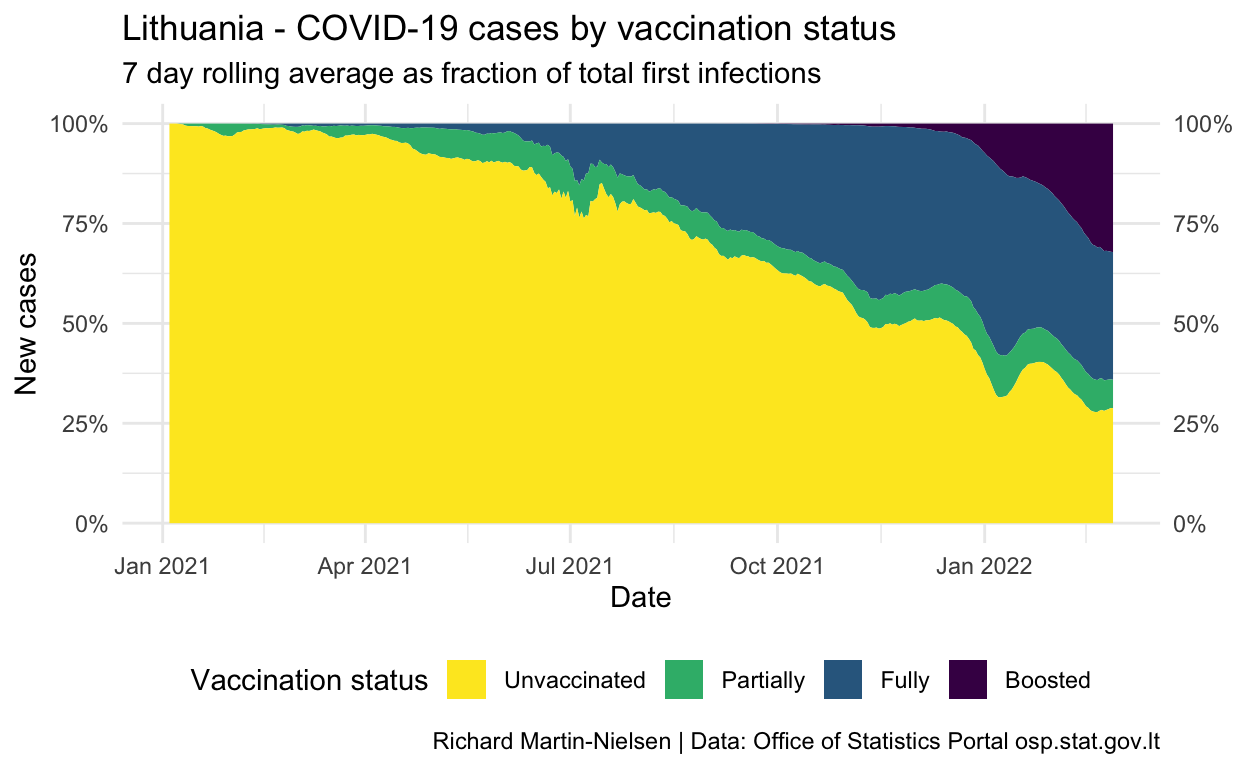 Lithuania - COVID-19 cases by vaccination status
7 day rolling average as fraction of total first infections
100% 100%
75% 75%
New cases
50% 50%
25% 25%
0% 0%
Jan 2021 Apr 2021 Jul 2021 Oct 2021 Jan 2022
Date
Vaccination status Unvaccinated Partially Fully Boosted
Richard Martin-Nielsen | Data: Office of Statistics Portal osp.stat.gov.lt